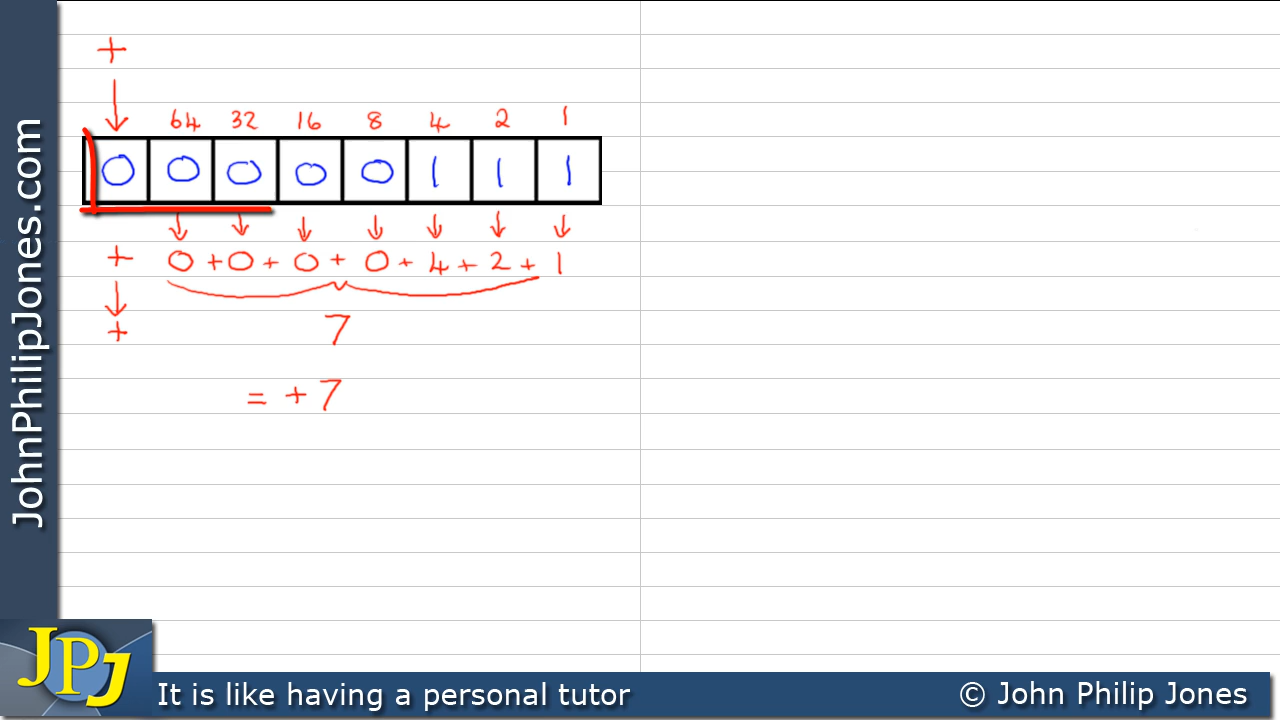 +
64 32 16 8 4 2 1
0 0 0 0 0 1 1 1
+ 0 + 0 + 0 + 0 + 4 + 2 + 1
+ 7
= + 7
JohnPhilipJones.com
JPJ
It is like having a personal tutor
© John Philip Jones